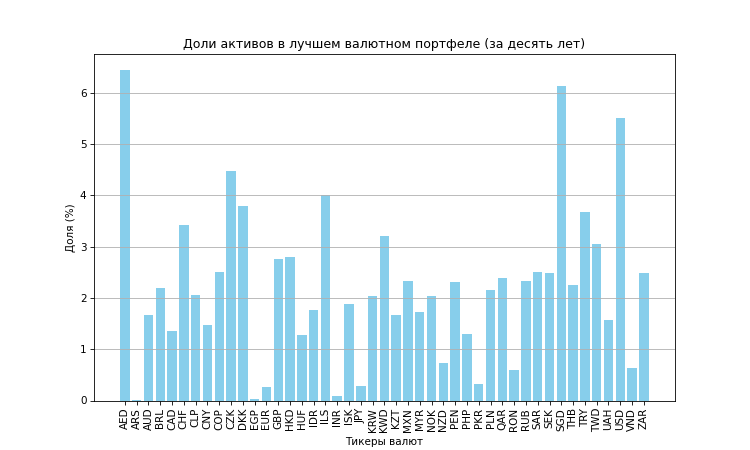 Доли активов в лучшем валютном портфеле (за десять лет)
Доля (%)
6
5
4
3
2
1
0
AED
ARS
AUD
BRL
CAD
CHF
CLP
CNY
COP
CZK
DKK
EGP
EUR
GBP
HKD
HUF
IDR
ILS
INR
ISK
JPY
KRW
KWD
KZT
MXN
MYR
NOK
NZD
PEN
PHP
PKR
PLN
QAR
RON
RUB
SAR
SEK
SGD
THB
TRY
TWD
UAH
USD
VND
ZAR
Тикеры валют